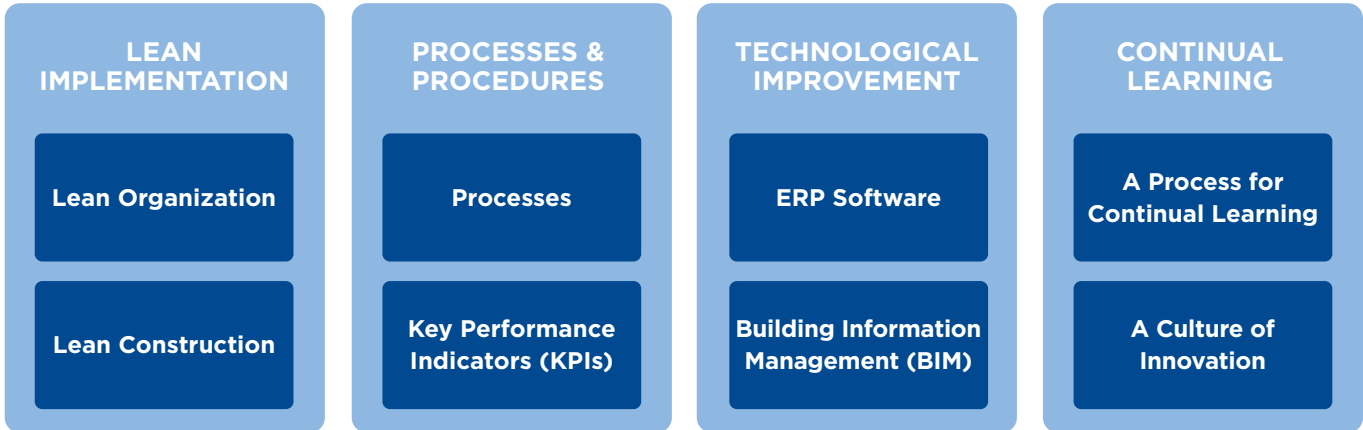 LEAN
IMPLEMENTATION
Lean Organization
Lean Construction
PROCESSES &
PROCEDURES
Processes
Key Performance
Indicators (KPIs)
TECHNOLOGICAL
IMPROVEMENT
ERP Software
Building Information
Management (BIM)
CONTINUAL
LEARNING
A Process for
Continual Learning
A Culture of
Innovation